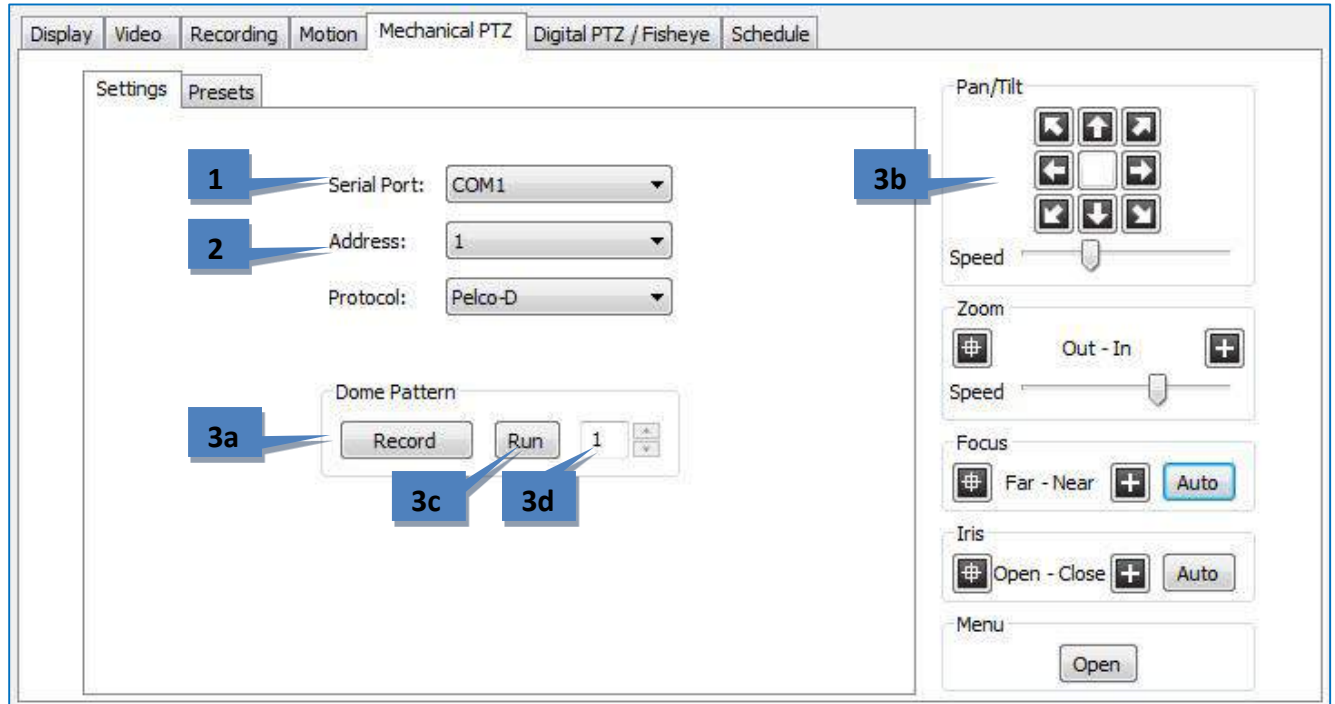 Display Video Recording Motion Mechanical PTZ Digital PTZ / Fisheye Schedule
Settings Presets
1 Serial Port: COM1
2 Address: 1
Protocol: Pelco-D
Dome Pattern
3a Record Run 1
3c 3d
Pan/Tilt
3b
Speed
Zoom
Out - In
Speed
Focus
Far - Near Auto
Iris
Open - Close Auto
Menu
Open